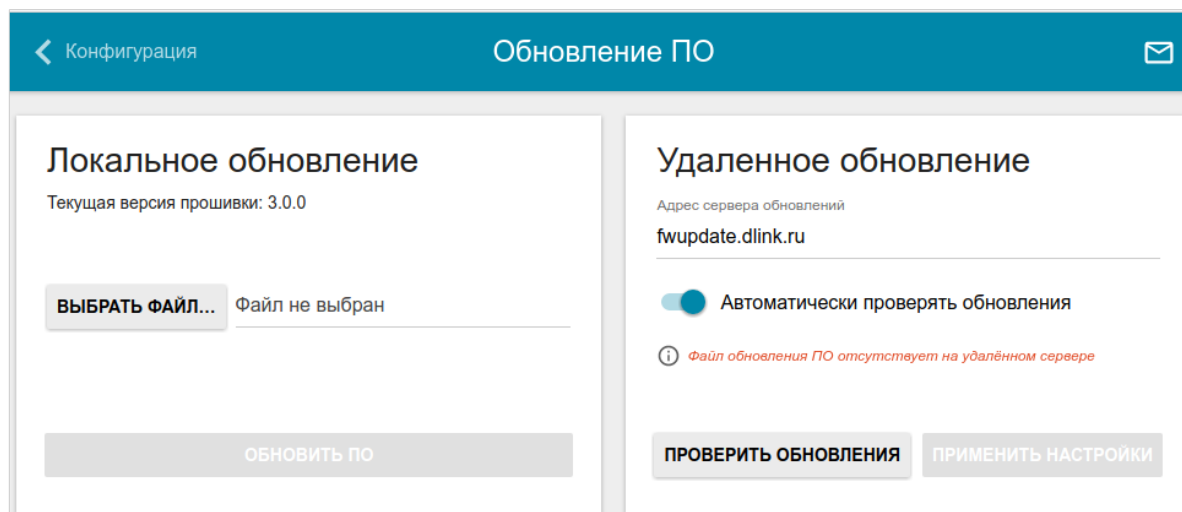 Конфигурация
Обновление ПО
Локальное обновление
Текущая версия прошивки: 3.0.0
ВЫБРАТЬ ФАЙЛ...
Файл не выбран
ОБНОВИТЬ ПО
Удаленное обновление
Адрес сервера обновлений
fwupdate.dlink.ru
Автоматически проверять обновления
Файл обновления ПО отсутствует на удалённом сервере
ПРОВЕРИТЬ ОБНОВЛЕНИЯ
ПРИМЕНИТЬ НАСТРОЙКИ